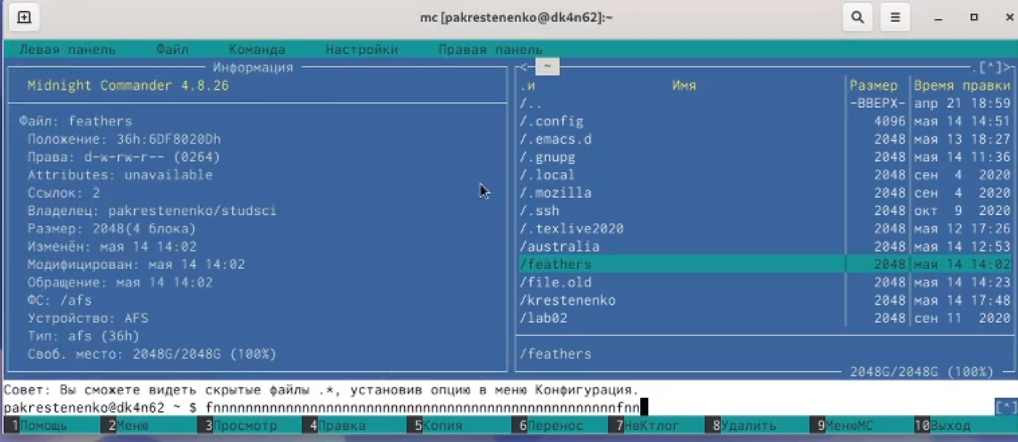 mc [pakrestenenko@dk4n62]:~
Левая панель Файл Команда Настройки Правая панель
Информация
Midnight Commander 4.8.26
Файл: feathers
Положение: 36h:6DF8020Dh
Права: d-w-rw-r-- (0264)
Attributes: unavailable
Ссылок: 2
Владелец: pakrestenenko/studsci
Размер: 2048(4 блока)
Изменён: мая 14 14:02
Модифицирован: мая 14 14:02
Обращение: мая 14 14:02
ФС: /afs
Устройство: AFS
Тип: afs (36h)
Своб. место: 2048G/2048G (100%)
<─ ~ .[^]>
.и Имя Размер Время правки
/.. -ВВЕРХ- апр 21 18:59
/.config 4096 мая 14 14:51
/.emacs.d 2048 мая 13 18:27
/.gnupg 2048 мая 14 11:36
/.local 2048 сен 4 2020
/.mozilla 2048 сен 4 2020
/.ssh 2048 окт 9 2020
/.texlive2020 2048 мая 12 17:26
/australia 2048 мая 14 12:53
/feathers 2048 мая 14 14:02
/file.old 2048 мая 14 14:23
/krestenenko 2048 мая 14 17:48
/lab02 2048 сен 11 2020
/feathers
2048G/2048G (100%)
Совет: Вы сможете видеть скрытые файлы .*, установив опцию в меню Конфигурация.
pakrestenenko@dk4n62 ~ $ fnnnnnnnnnnnnnnnnnnnnnnnnnnnnnnnnnnnnnnnnnnnnnnnnnnfnn [^]
1Помощь 2Меню 3Просмотр 4Правка 5Копия 6Перенос 7НвКтлог 8Удалить 9МенюMC 10Выход